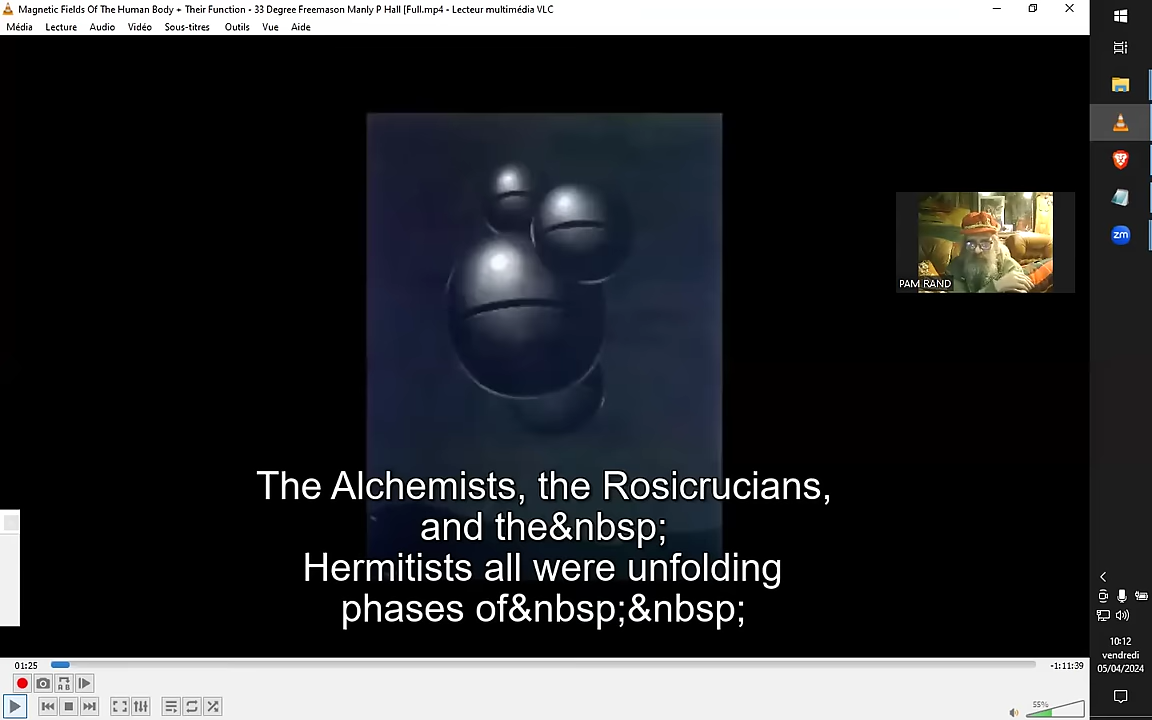 Magnetic Fields Of The Human Body + Their Function - 33 Degree Freemason Manly P Hall [Full.mp4 - Lecteur multimédia VLC
Média Lecture Audio Vidéo Sous-titres Outils Vue Aide
zm
PAM RAND
The Alchemists, the Rosicrucians,
and the&nbsp;
Hermitists all were unfolding
phases of&nbsp;&nbsp;
01:25
-1:11:39
55%
10:12
vendredi
05/04/2024